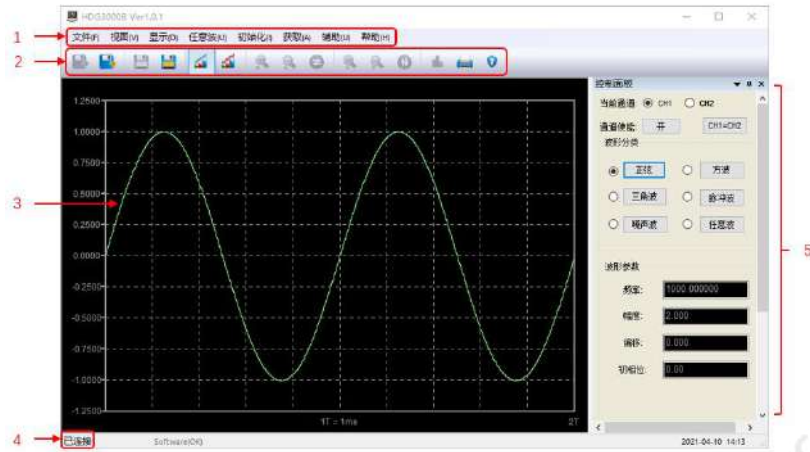 HDG3000B Ver1.0.1
1
文件(F) 视图(V) 显示(D) 任意波(U) 初始化(I) 获取(A) 辅助(U) 帮助(H)
2
控制面板
当前通道 CH1 CH2
通道使能: 开 CH1=CH2
波形分类
正弦 方波
三角波 脉冲波
噪声波 任意波
波形参数
频率: 1000.000000
幅度: 2.000
偏移: 0.000
初相位: 0.00
1.2500
1.0000
0.7500
0.5000
3
0.2500
0.0000
-0.2500
-0.5000
-0.7500
-1.0000
-1.2500
1T = 1ms 2T
5
4
已连接 Software(OK) 2021-04-10 14:13